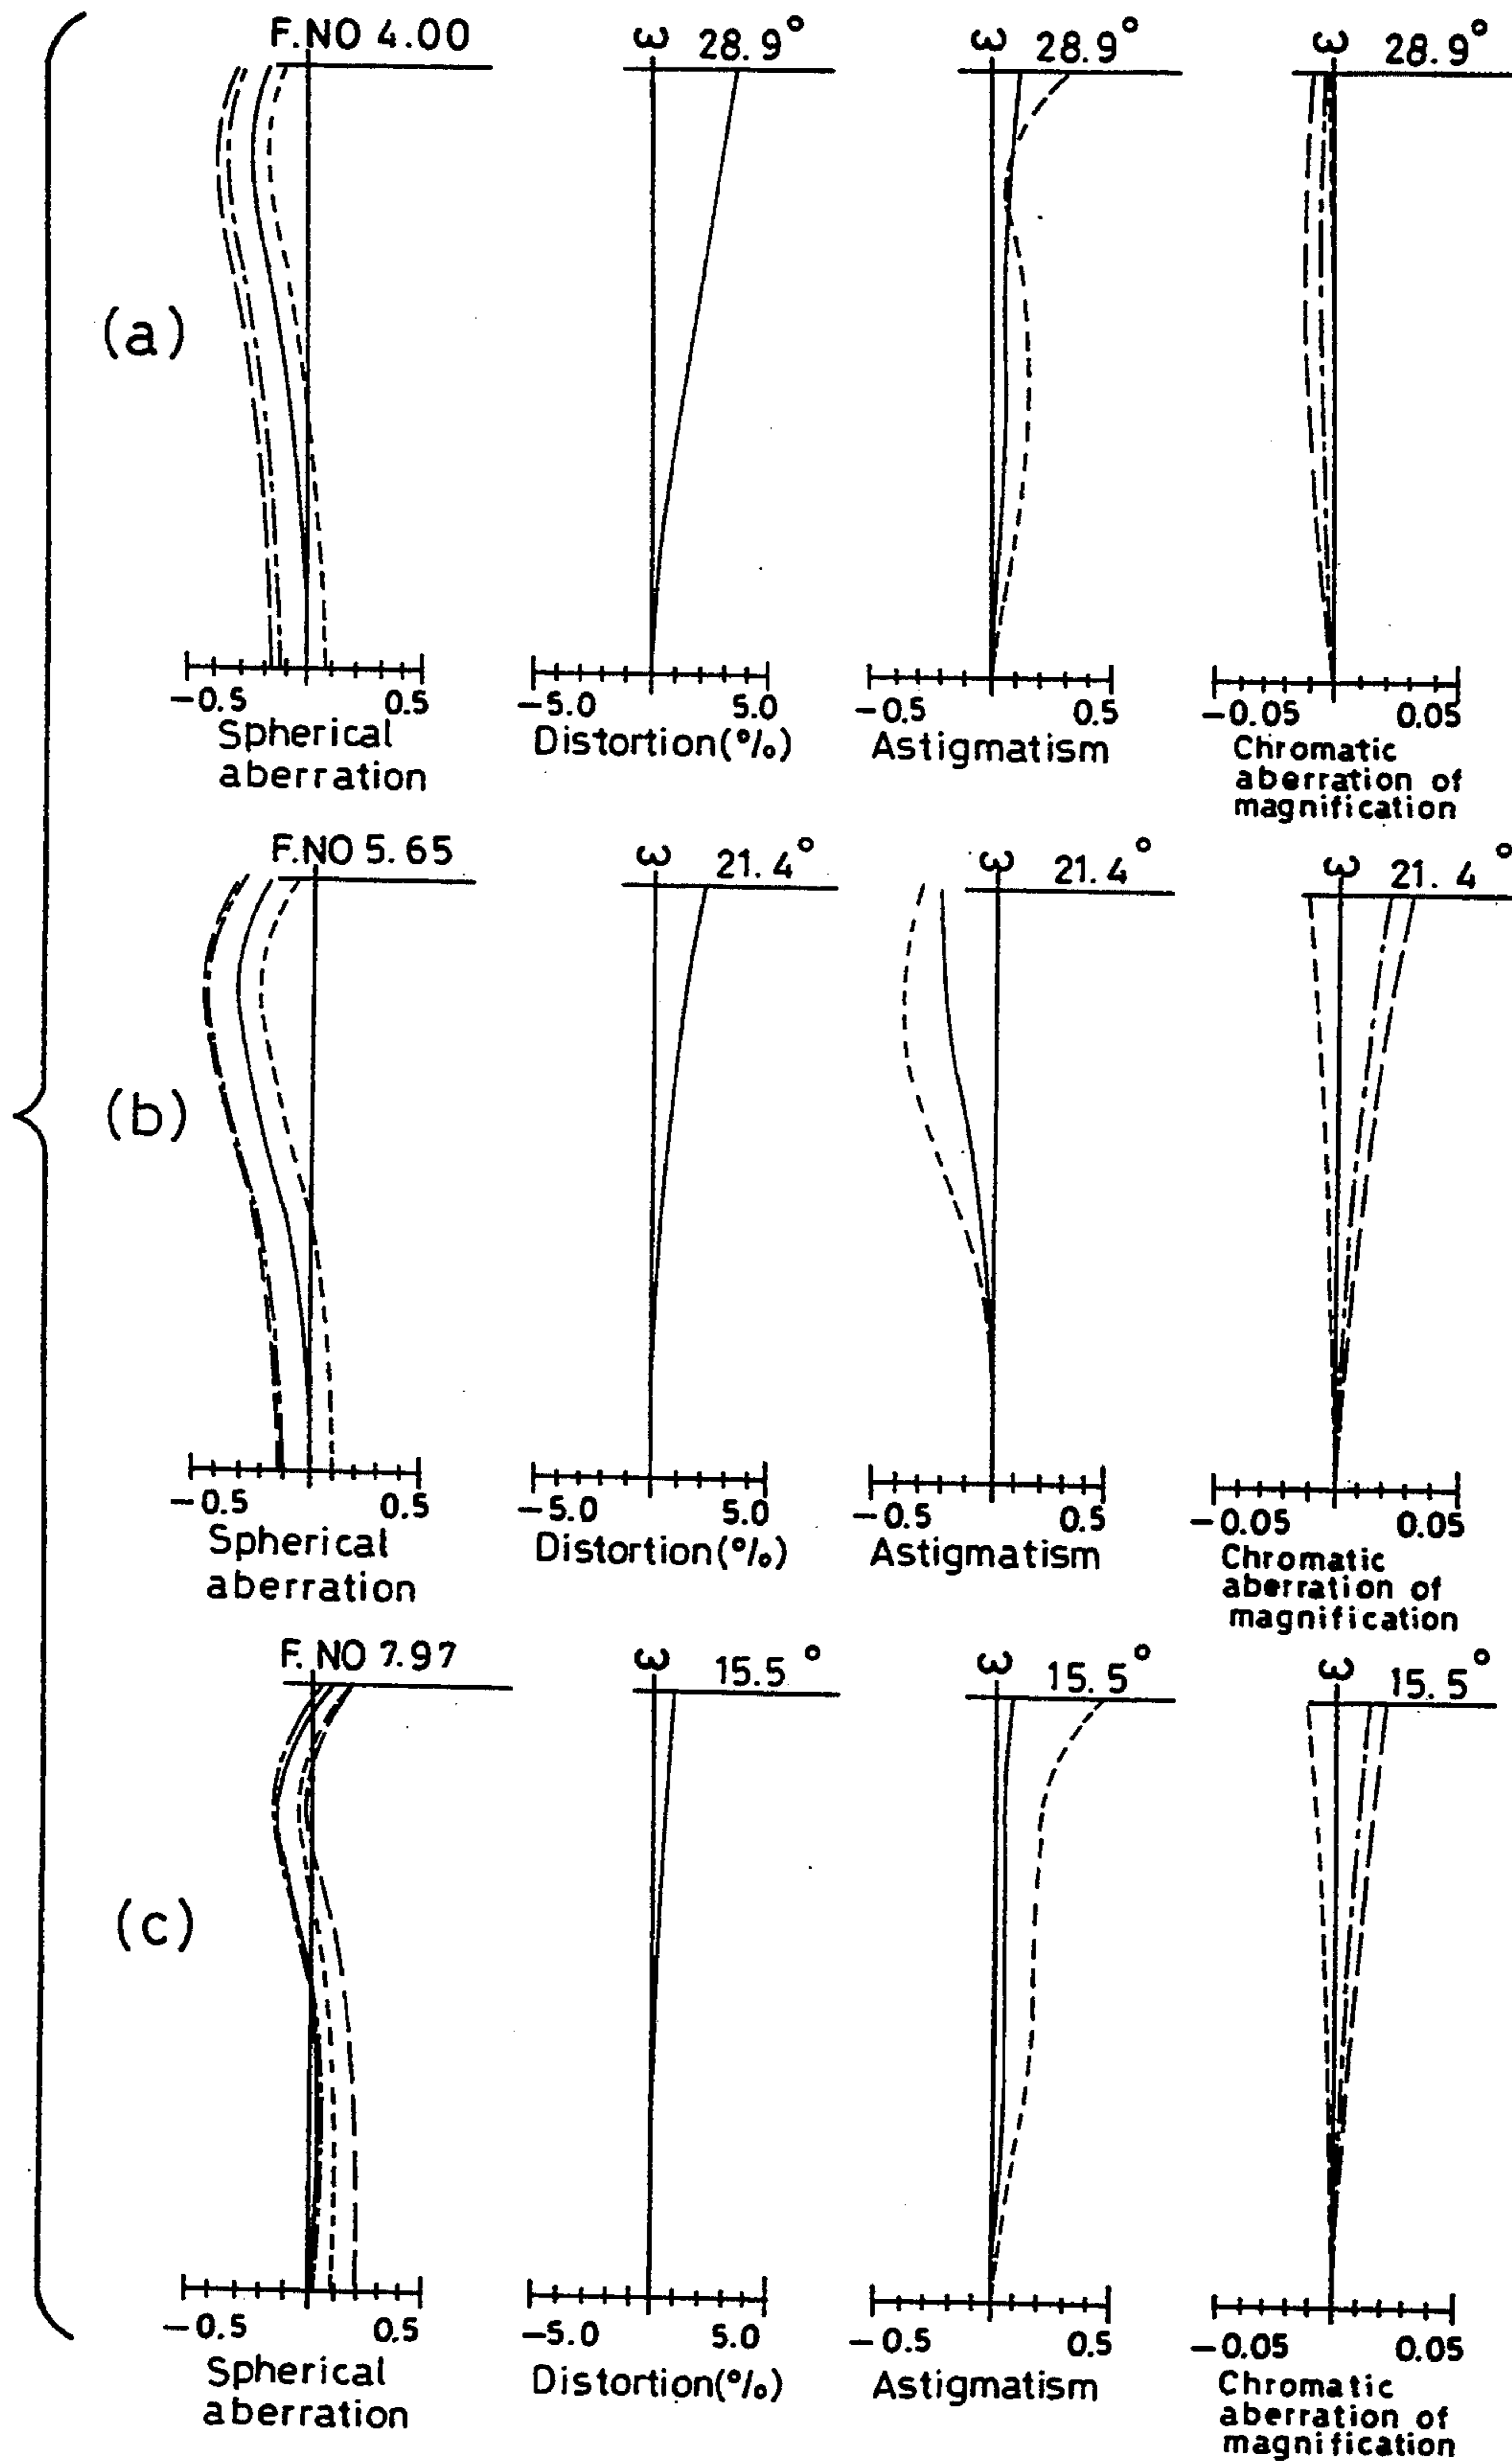 (a)
F.NO 4.00
-0.5 0.5
Spherical
aberration
ω 28.9°
-5.0 5.0
Distortion(%)
ω 28.9°
-0.5 0.5
Astigmatism
ω 28.9°
-0.05 0.05
Chromatic
aberration of
magnification
(b)
F.NO 5.65
-0.5 0.5
Spherical
aberration
ω 21.4°
-5.0 5.0
Distortion(%)
ω 21.4°
-0.5 0.5
Astigmatism
ω 21.4°
-0.05 0.05
Chromatic
aberration of
magnification
(c)
F.NO 7.97
-0.5 0.5
Spherical
aberration
ω 15.5°
-5.0 5.0
Distortion(%)
ω 15.5°
-0.5 0.5
Astigmatism
ω 15.5°
-0.05 0.05
Chromatic
aberration of
magnification